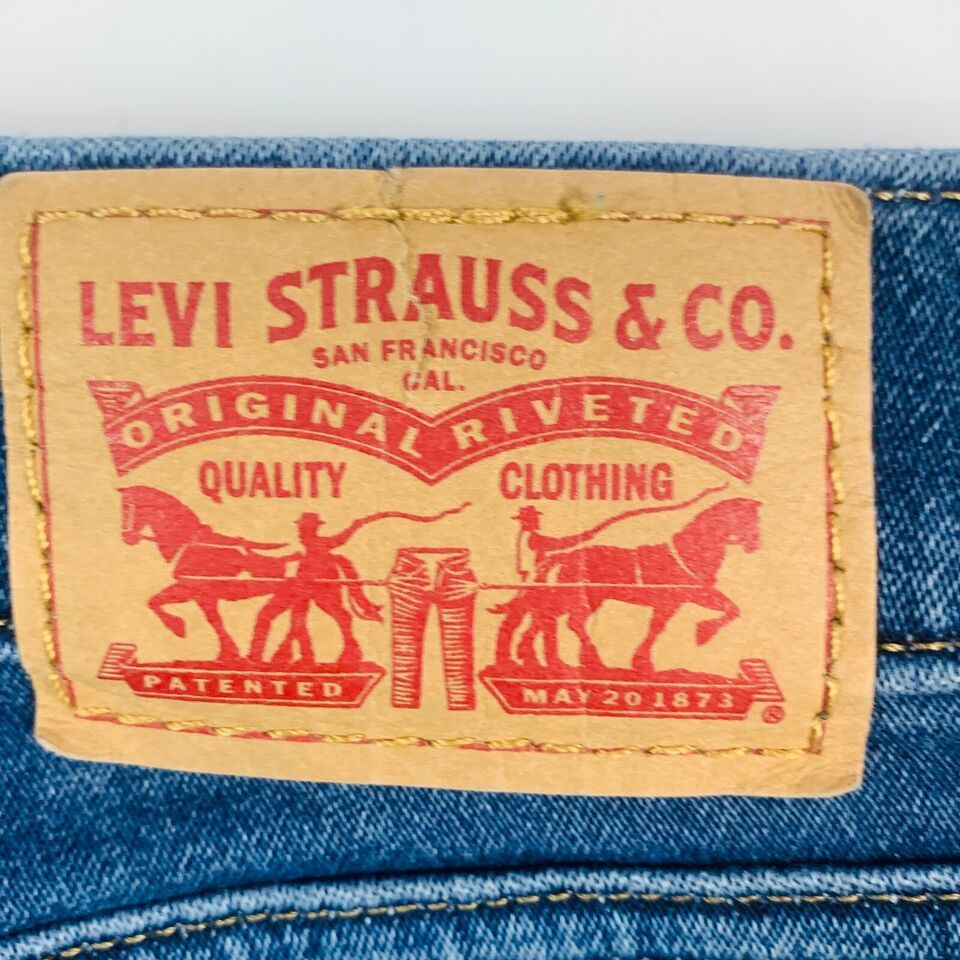 LEVI STRAUSS & CO.
SAN FRANCISCO
CAL.
ORIGINAL RIVETED
QUALITY CLOTHING
PATENTED MAY 20 1873 ®